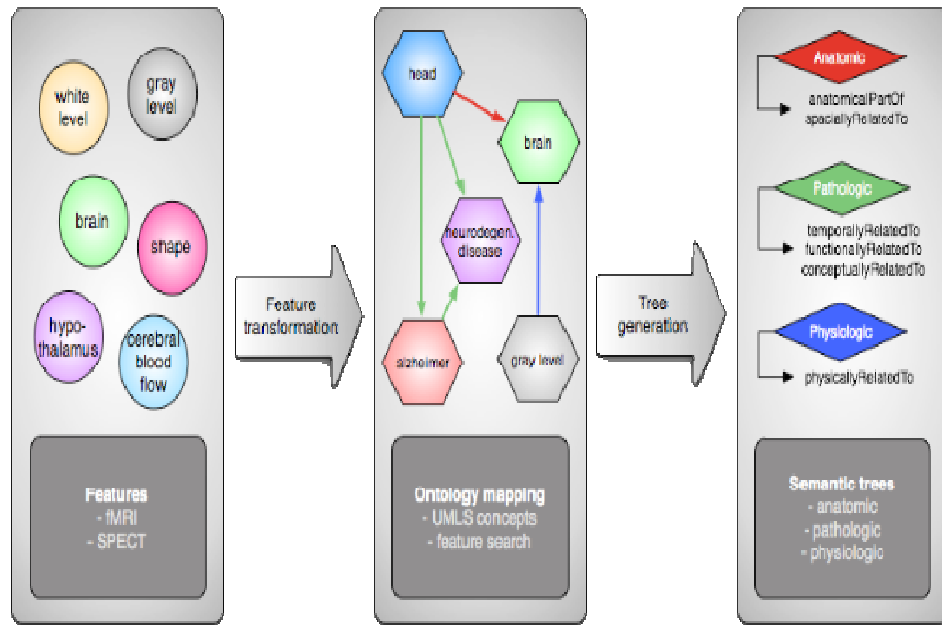 white
level
gray
level
brain
shape
hypo-
thalamus
cerebral
blood
flow
Features
- fMRI
- SPECT
Feature
transformation
head
brain
neurodegen.
disease
alzheimer
gray level
Ontology mapping
- UMLS concepts
- feature search
Tree
generation
Anatomic
anatomicalPartOf
spaciallyRelatedTo
Pathologic
temporallyRelatedTo
functionallyRelatedTo
conceptuallyRelatedTo
Physiologic
physicallyRelatedTo
Semantic trees
- anatomic
- pathologic
- physiologic